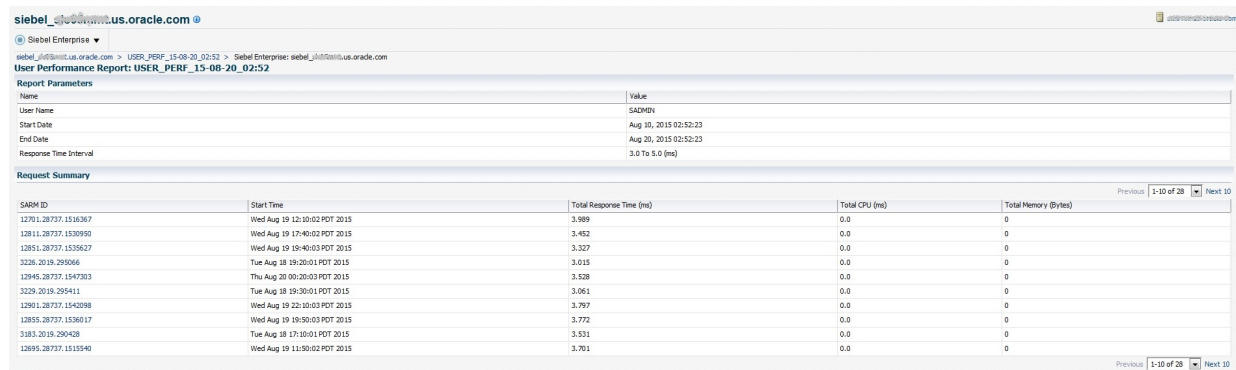 siebel_ .us.oracle.com
Siebel Enterprise ▼
siebel_ .us.oracle.com > USER_PERF_15-08-20_02:52 > Siebel Enterprise: siebel_ .us.oracle.com
User Performance Report: USER_PERF_15-08-20_02:52
Report Parameters
Name Value
User Name SADMIN
Start Date Aug 10, 2015 02:52:23
End Date Aug 20, 2015 02:52:23
Response Time Interval 3.0 To 5.0 (ms)
Request Summary
Previous 1-10 of 28 Next 10
SARM ID Start Time Total Response Time (ms) Total CPU (ms) Total Memory (Bytes)
12701.28737.1516367 Wed Aug 19 12:10:02 PDT 2015 3.989 0.0 0
12811.28737.1530950 Wed Aug 19 17:40:02 PDT 2015 3.452 0.0 0
12851.28737.1535627 Wed Aug 19 19:40:03 PDT 2015 3.327 0.0 0
3226.2019.295066 Tue Aug 18 19:20:01 PDT 2015 3.015 0.0 0
12945.28737.1547303 Thu Aug 20 00:20:03 PDT 2015 3.528 0.0 0
3229.2019.295411 Tue Aug 18 19:30:01 PDT 2015 3.061 0.0 0
12901.28737.1542098 Wed Aug 19 22:10:03 PDT 2015 3.797 0.0 0
12855.28737.1536017 Wed Aug 19 19:50:03 PDT 2015 3.772 0.0 0
3183.2019.290428 Tue Aug 18 17:10:01 PDT 2015 3.531 0.0 0
12695.28737.1515540 Wed Aug 19 11:50:02 PDT 2015 3.701 0.0 0
Previous 1-10 of 28 Next 10